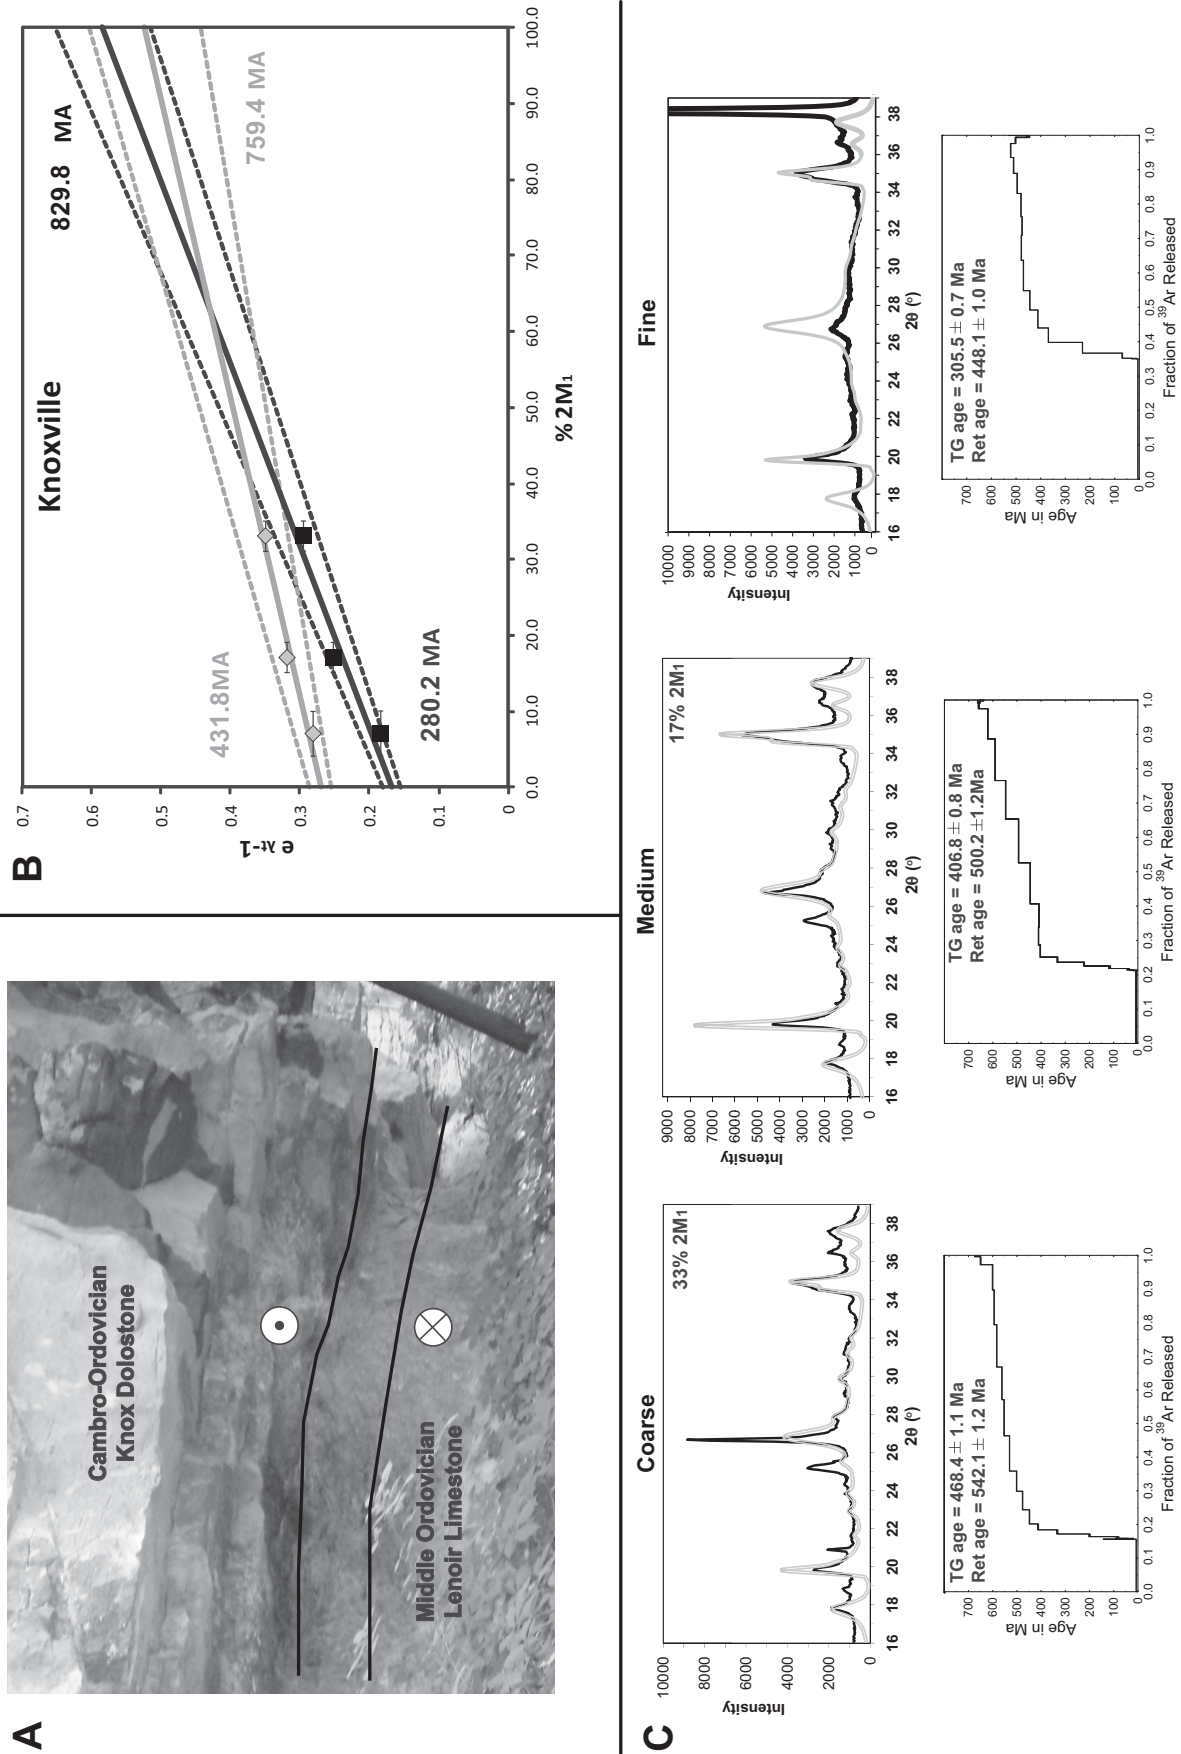 A
Cambro-Ordovician
Knox Dolostone
Middle Ordovician
Lenoir Limestone
B
Knoxville
829.8 MA
759.4 MA
431.8MA
280.2 MA
0.7
0.6
0.5
0.4
0.3
0.2
0.1
0
e λt-1
0.0 10.0 20.0 30.0 40.0 50.0 60.0 70.0 80.0 90.0 100.0
%2M1
C
Coarse
33% 2M1
10000
8000
6000
4000
2000
0
Intensity
16 18 20 22 24 26 28 30 32 34 36 38
2θ (°)
TG age = 468.4 ± 1.1 Ma
Ret age = 542.1 ± 1.2 Ma
700
600
500
400
300
200
100
0
Age in Ma
0.0 0.1 0.2 0.3 0.4 0.5 0.6 0.7 0.8 0.9 1.0
Fraction of 39Ar Released
Medium
17% 2M1
9000
8000
7000
6000
5000
4000
3000
2000
1000
0
Intensity
16 18 20 22 24 26 28 30 32 34 36 38
2θ (°)
TG age = 406.8 ± 0.8 Ma
Ret age = 500.2 ±1.2Ma
700
600
500
400
300
200
100
0
Age in Ma
0.0 0.1 0.2 0.3 0.4 0.5 0.6 0.7 0.8 0.9 1.0
Fraction of 39Ar Released
Fine
10000
9000
8000
7000
6000
5000
4000
3000
2000
1000
0
Intensity
16 18 20 22 24 26 28 30 32 34 36 38
2θ (°)
TG age = 305.5 ± 0.7 Ma
Ret age = 448.1 ± 1.0 Ma
700
600
500
400
300
200
100
0
Age in Ma
0.0 0.1 0.2 0.3 0.4 0.5 0.6 0.7 0.8 0.9 1.0
Fraction of 39Ar Released